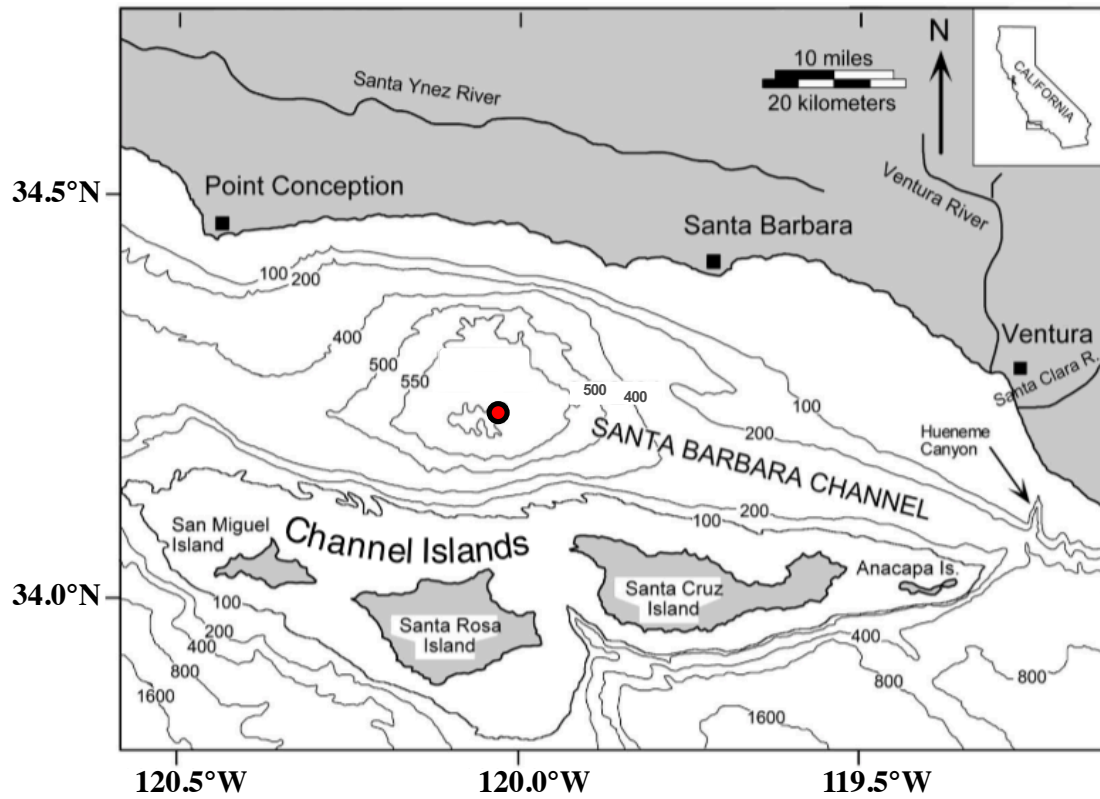 10 miles
20 kilometers
N
CALIFORNIA
Santa Ynez River
Ventura River
34.5°N
Point Conception
Santa Barbara
100
200
400
500
550
500
400
100
200
Ventura
Santa Clara R.
SANTA BARBARA CHANNEL
Hueneme
Canyon
200
100
San Miguel
Island
Channel Islands
Santa Cruz
Island
Anacapa Is.
34.0°N
100
200
400
800
1600
Santa Rosa
Island
400
800
800
1600
120.5°W
120.0°W
119.5°W